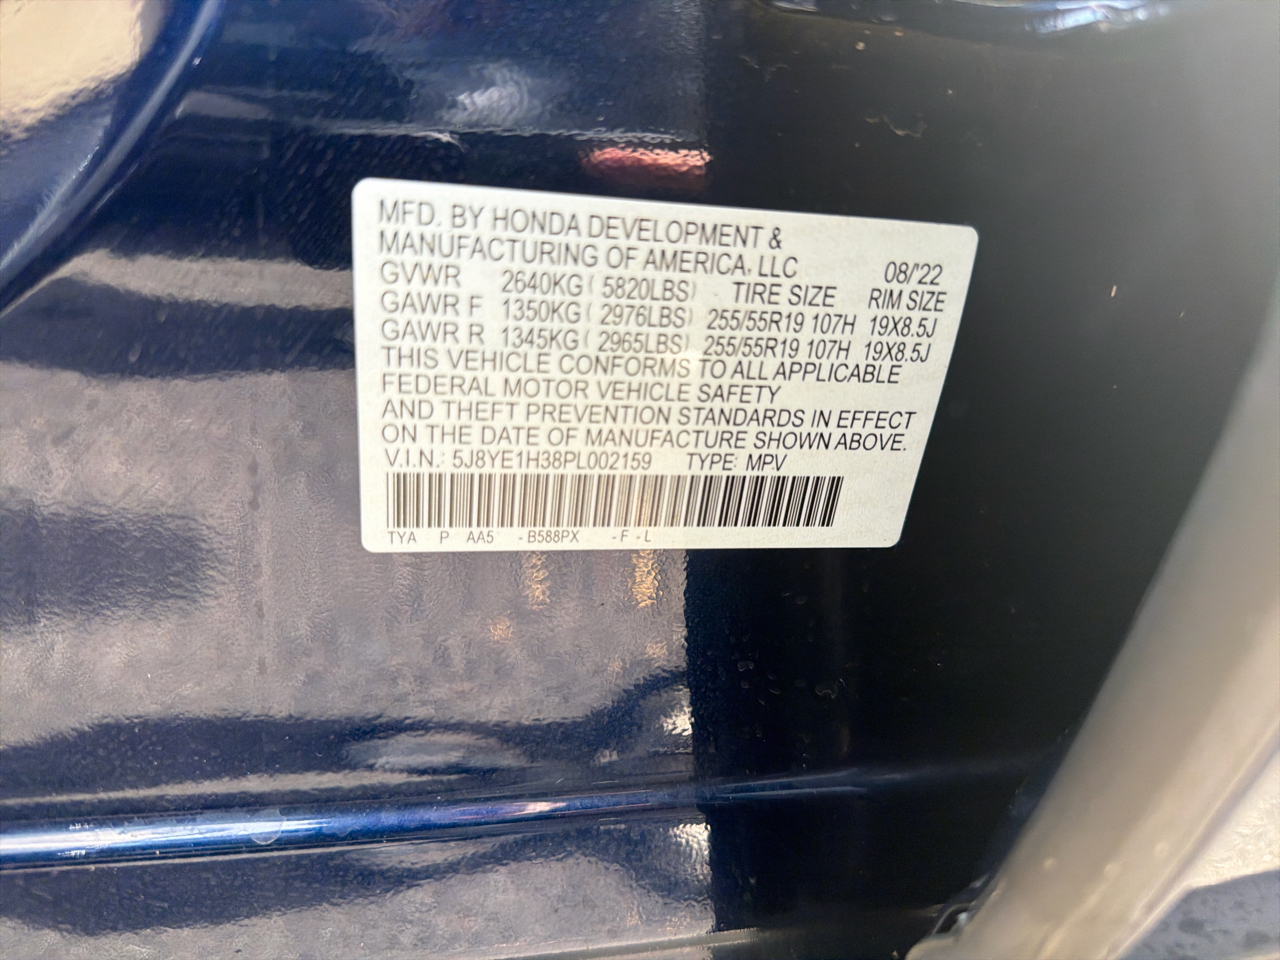 MFD. BY HONDA DEVELOPMENT &
MANUFACTURING OF AMERICA, LLC 08/'22
GVWR 2640KG ( 5820LBS) TIRE SIZE RIM SIZE
GAWR F 1350KG ( 2976LBS) 255/55R19 107H 19X8.5J
GAWR R 1345KG ( 2965LBS) 255/55R19 107H 19X8.5J
THIS VEHICLE CONFORMS TO ALL APPLICABLE
FEDERAL MOTOR VEHICLE SAFETY
AND THEFT PREVENTION STANDARDS IN EFFECT
ON THE DATE OF MANUFACTURE SHOWN ABOVE.
V.I.N.: 5J8YE1H38PL002159 TYPE: MPV
TYA P AA5 - B588PX - F - L